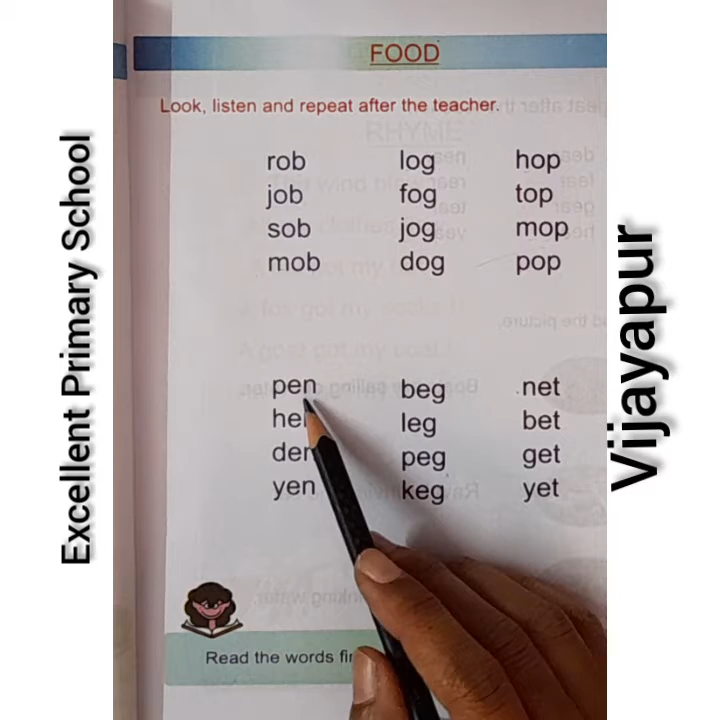 FOOD
Look, listen and repeat after the teacher.
rob log hop
job fog top
sob jog mop
mob dog pop
pen beg net
leg bet
peg get
yen keg yet
Read the words
Excellent Primary School
Vijayapur